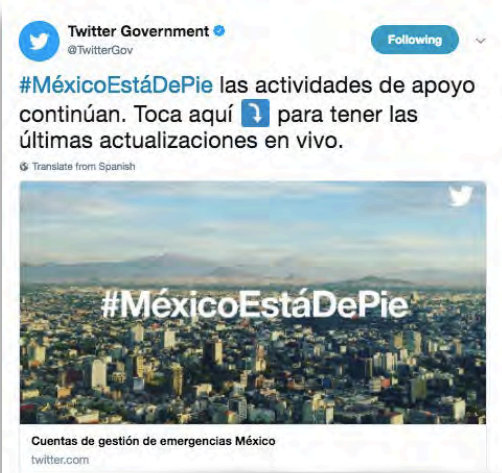 Twitter Government
@TwitterGov
Following
#MéxicoEstáDePie las actividades de apoyo
continúan. Toca aquí ⤵️ para tener las
últimas actualizaciones en vivo.
Translate from Spanish
#MéxicoEstáDePie
Cuentas de gestión de emergencias México
twitter.com